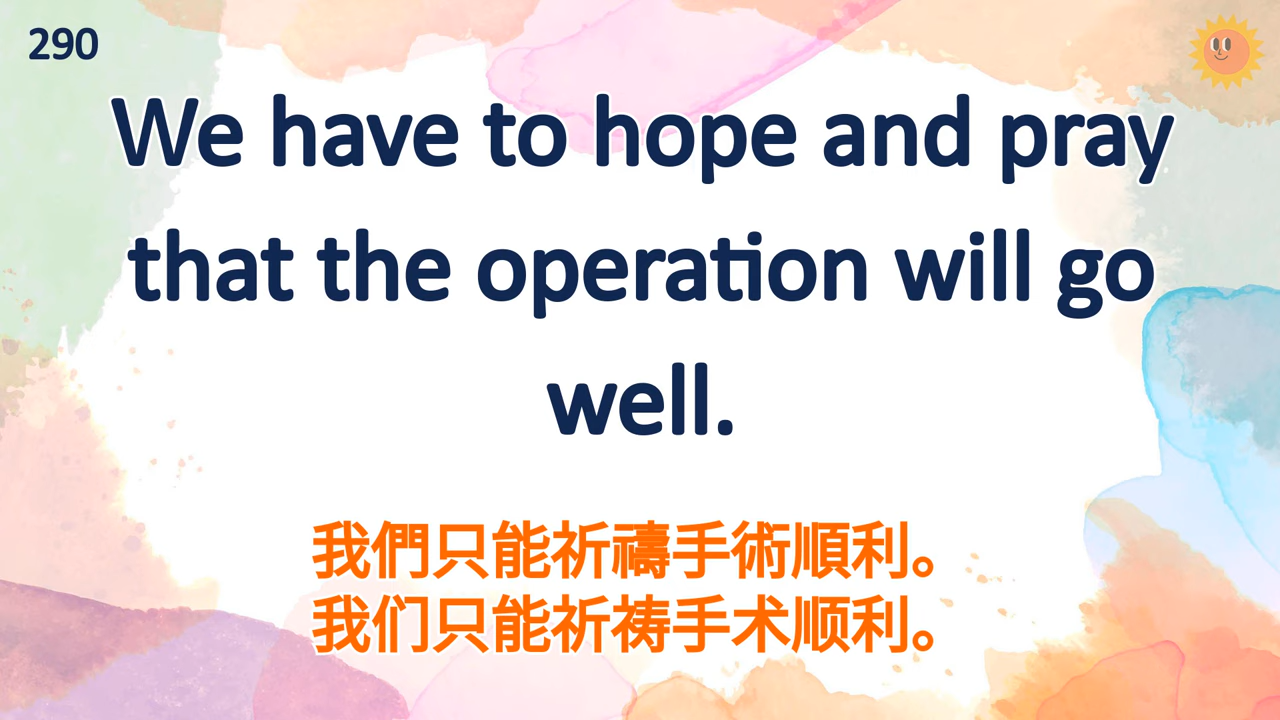 290
We have to hope and pray
that the operation will go
well.
我們只能祈禱手術順利。
我们只能祈祷手术顺利。